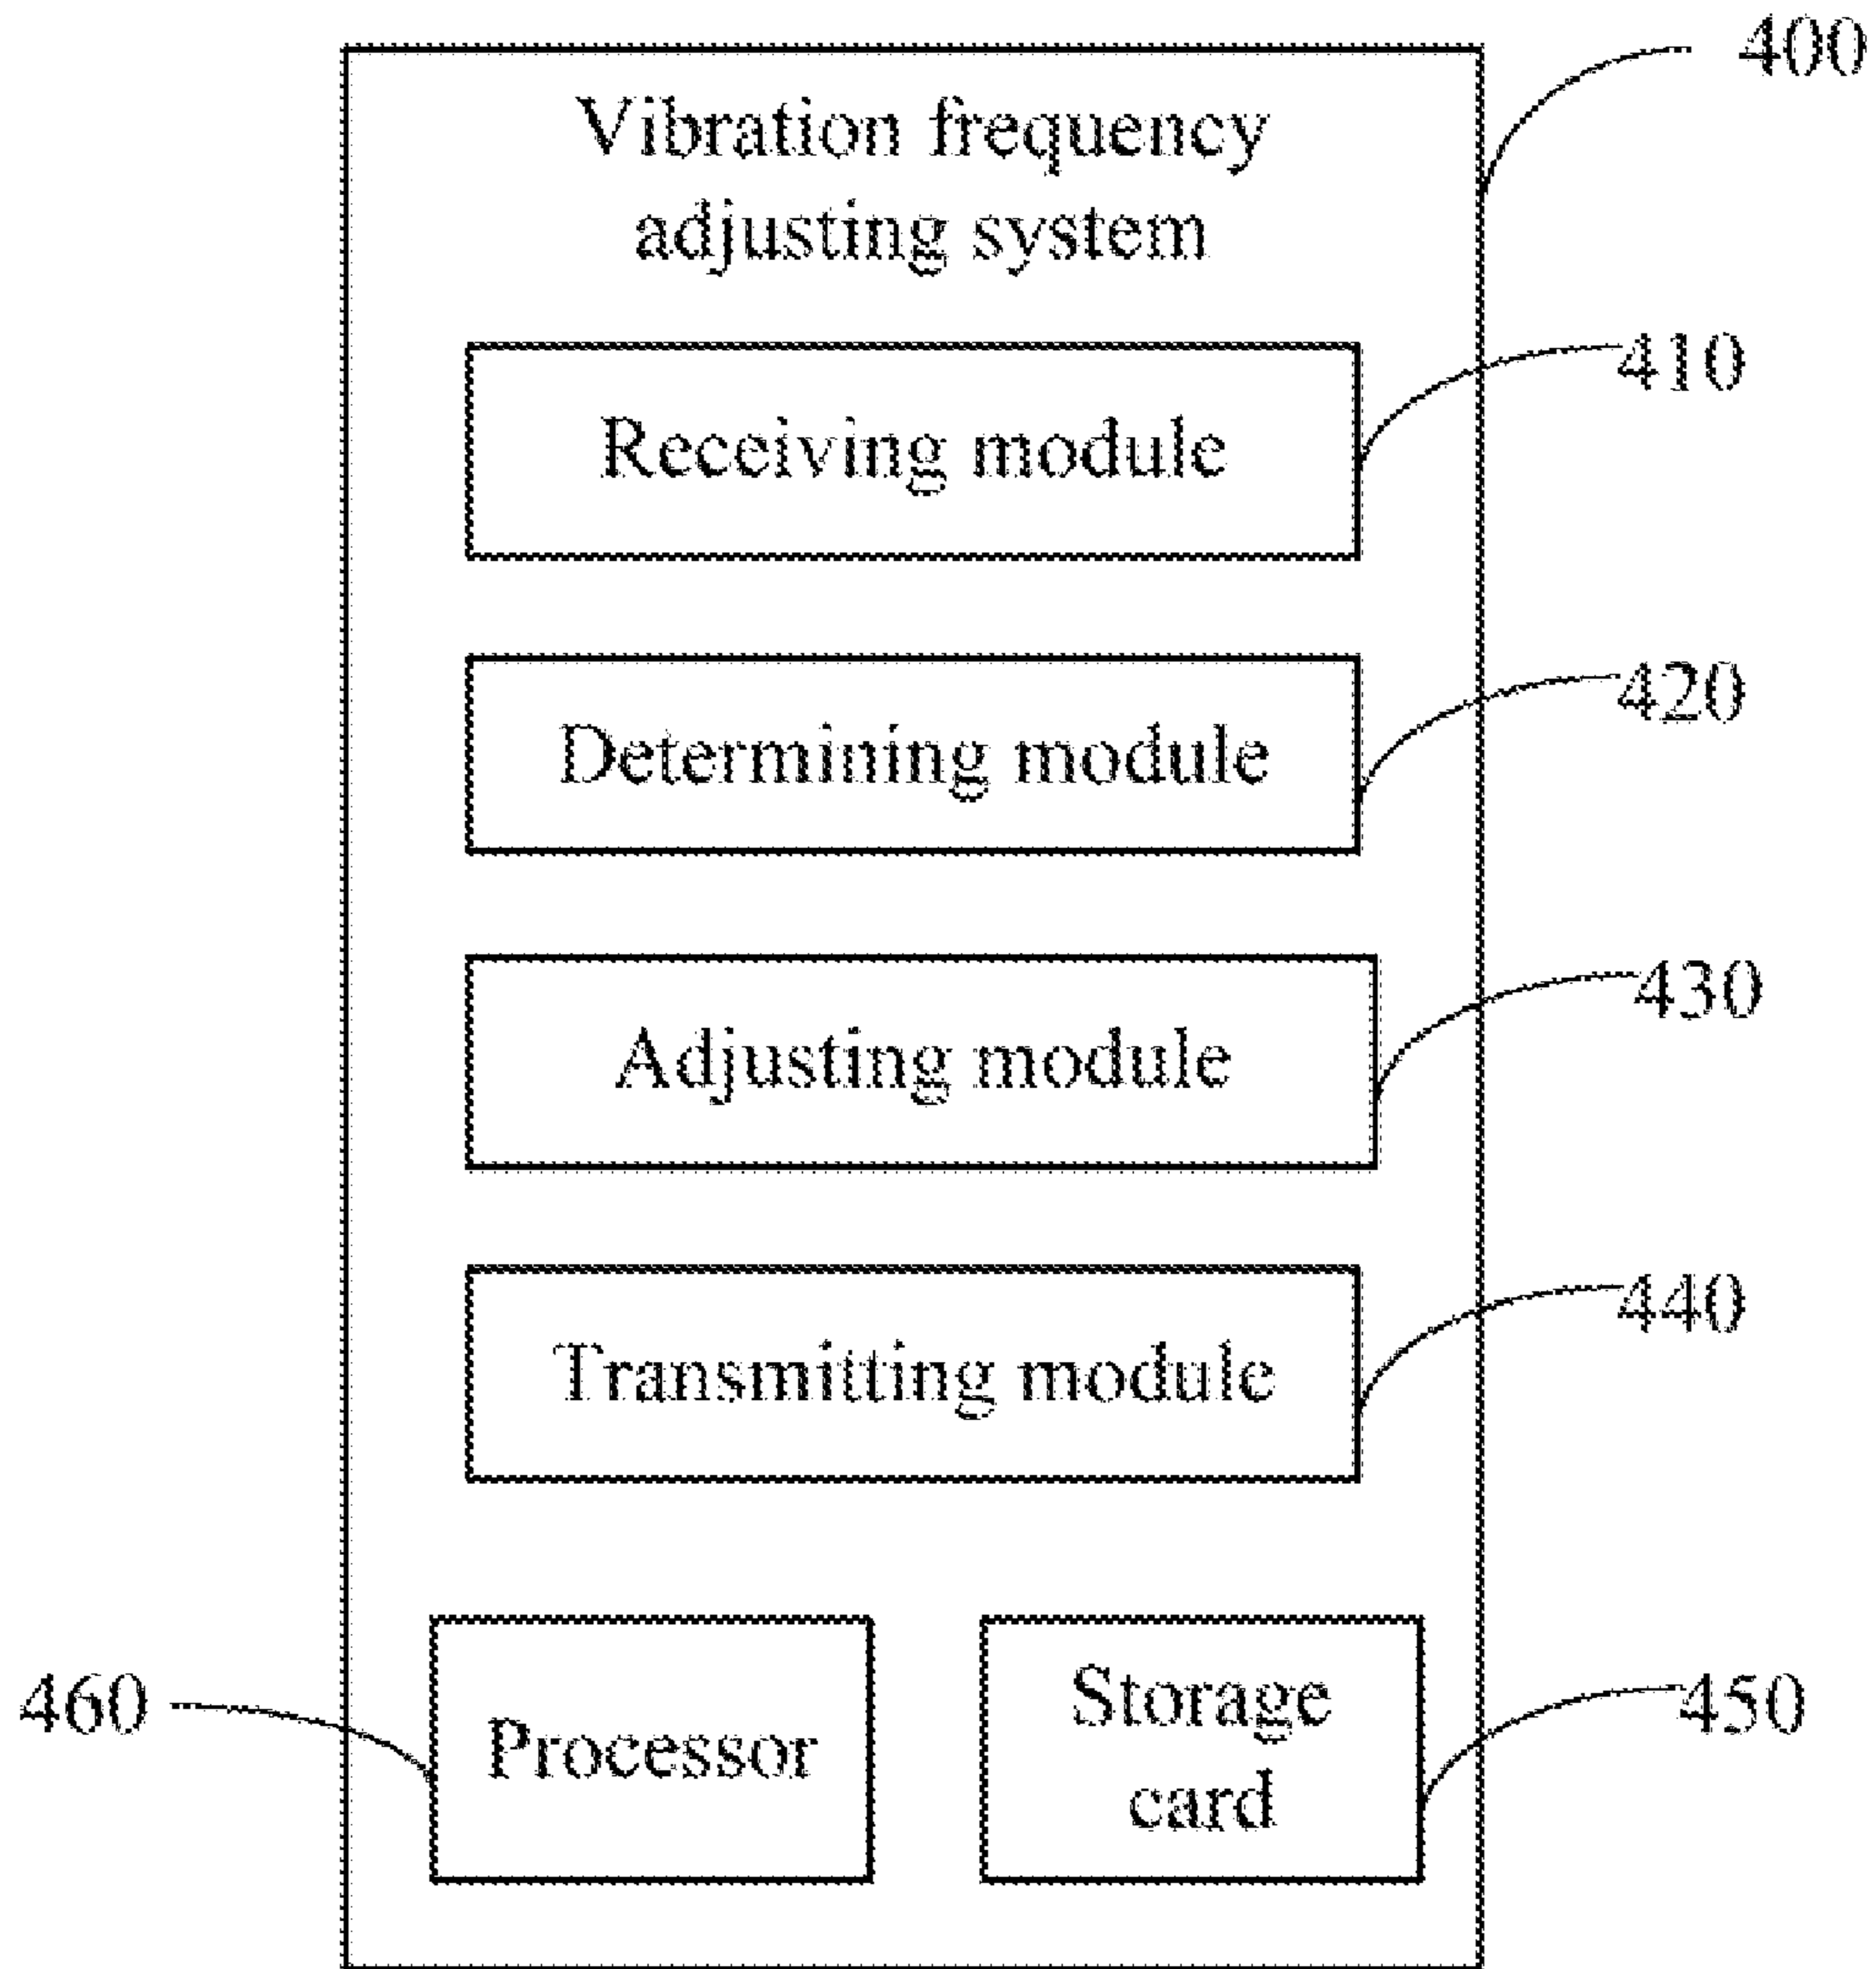 400
Vibration frequency
adjusting system
410
Receiving module
420
Determining module
430
Adjusting module
440
Transmitting module
460
Processor
Storage
card
450